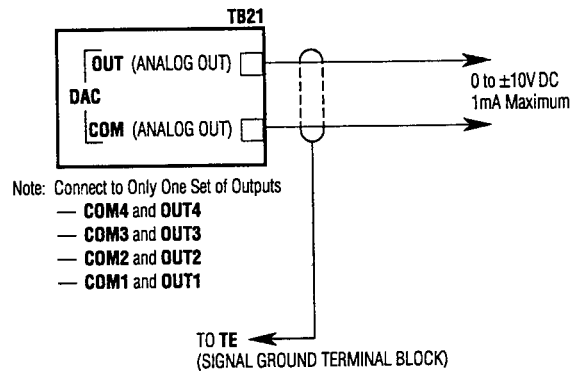 TB21
OUT (ANALOG OUT)
DAC
COM (ANALOG OUT)
0 to ±10V DC
1mA Maximum
Note: Connect to Only One Set of Outputs
— COM4 and OUT4
— COM3 and OUT3
— COM2 and OUT2
— COM1 and OUT1
TO TE
(SIGNAL GROUND TERMINAL BLOCK)